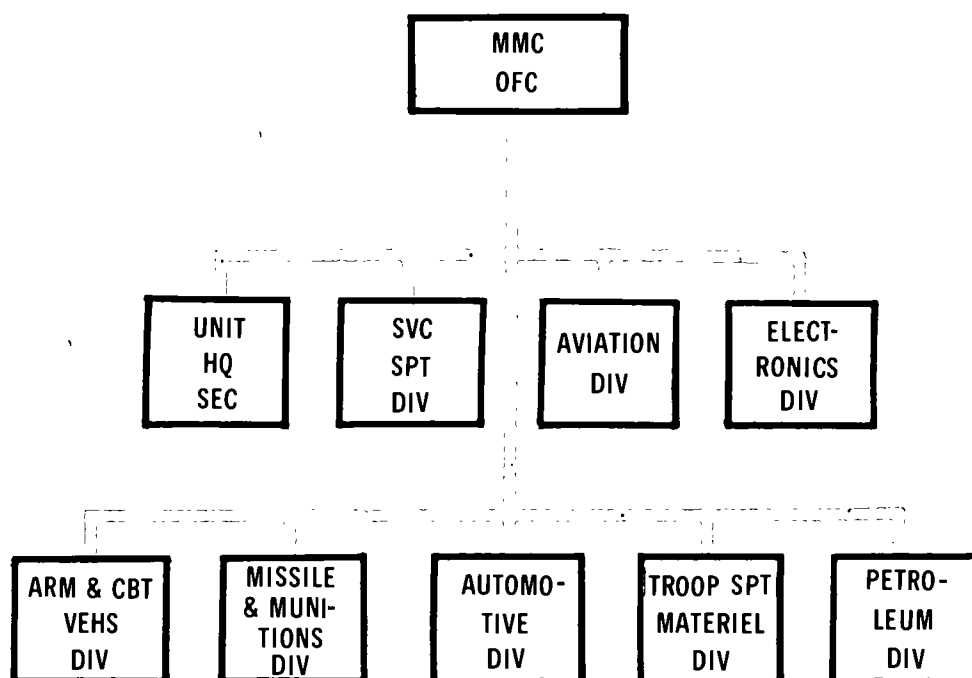 MMC
OFC
UNIT
HQ
SEC
SVC
SPT
DIV
AVIATION
DIV
ELECT-
RONICS
DIV
ARM & CBT
VEHS
DIV
MISSILE
& MUNI-
TIONS
DIV
AUTOMO-
TIVE
DIV
TROOP SPT
MATERIEL
DIV
PETRO-
LEUM
DIV